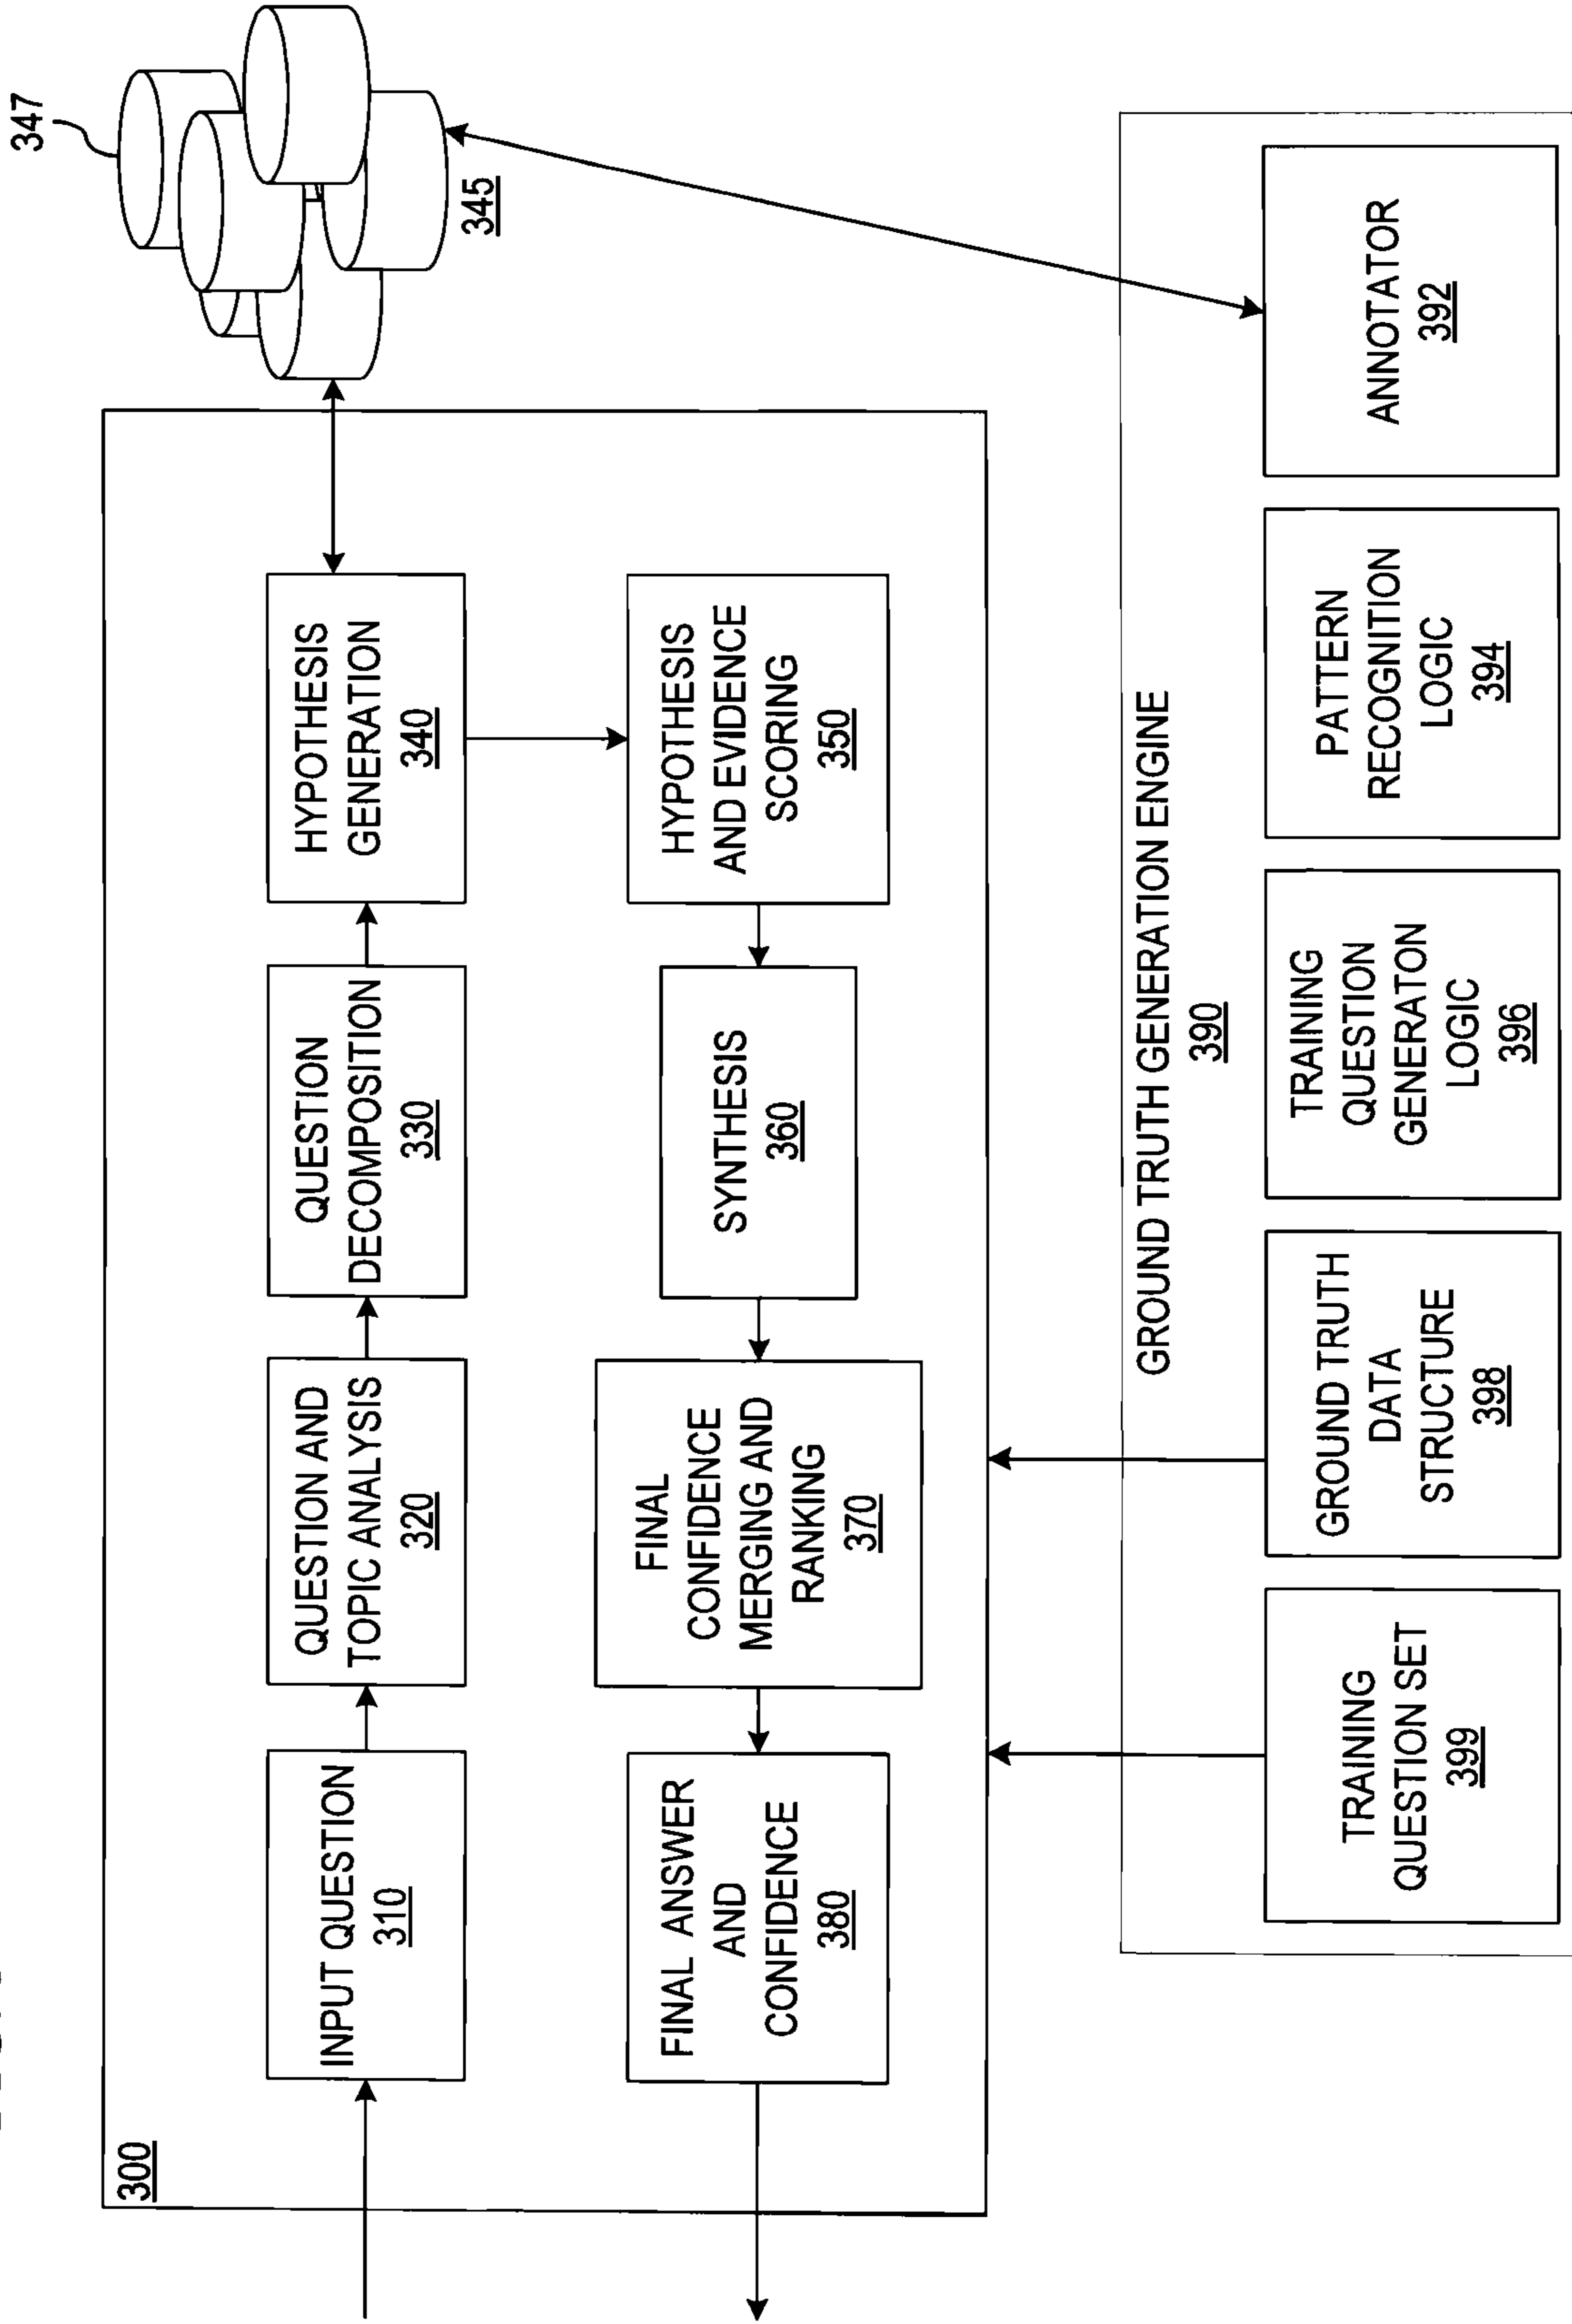 347
345
300
INPUT QUESTION
310
QUESTION AND
TOPIC ANALYSIS
320
QUESTION
DECOMPOSITION
330
HYPOTHESIS
GENERATION
340
FINAL ANSWER
AND
CONFIDENCE
380
FINAL
CONFIDENCE
MERGING AND
RANKING
370
SYNTHESIS
360
HYPOTHESIS
AND EVIDENCE
SCORING
350
GROUND TRUTH GENERATION ENGINE
390
TRAINING
QUESTION SET
399
GROUND TRUTH
DATA
STRUCTURE
398
TRAINING
QUESTION
GENERATON
LOGIC
396
PATTERN
RECOGNITION
LOGIC
394
ANNOTATOR
392